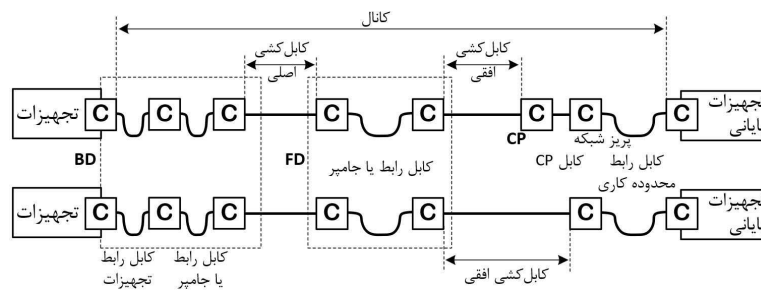 کانال
کابل‌کشی
اصلی
کابل‌کشی
افقی
تجهیزات
C
C
C
C
C
C
C
C
تجهیزات
پایانی
BD
FD
CP
پریز شبکه
کابل رابط یا جامپر
کابل CP
کابل رابط
محدوده کاری
تجهیزات
C
C
C
C
C
C
C
تجهیزات
پایانی
کابل رابط
تجهیزات
کابل رابط
یا جامپر
کابل‌کشی افقی